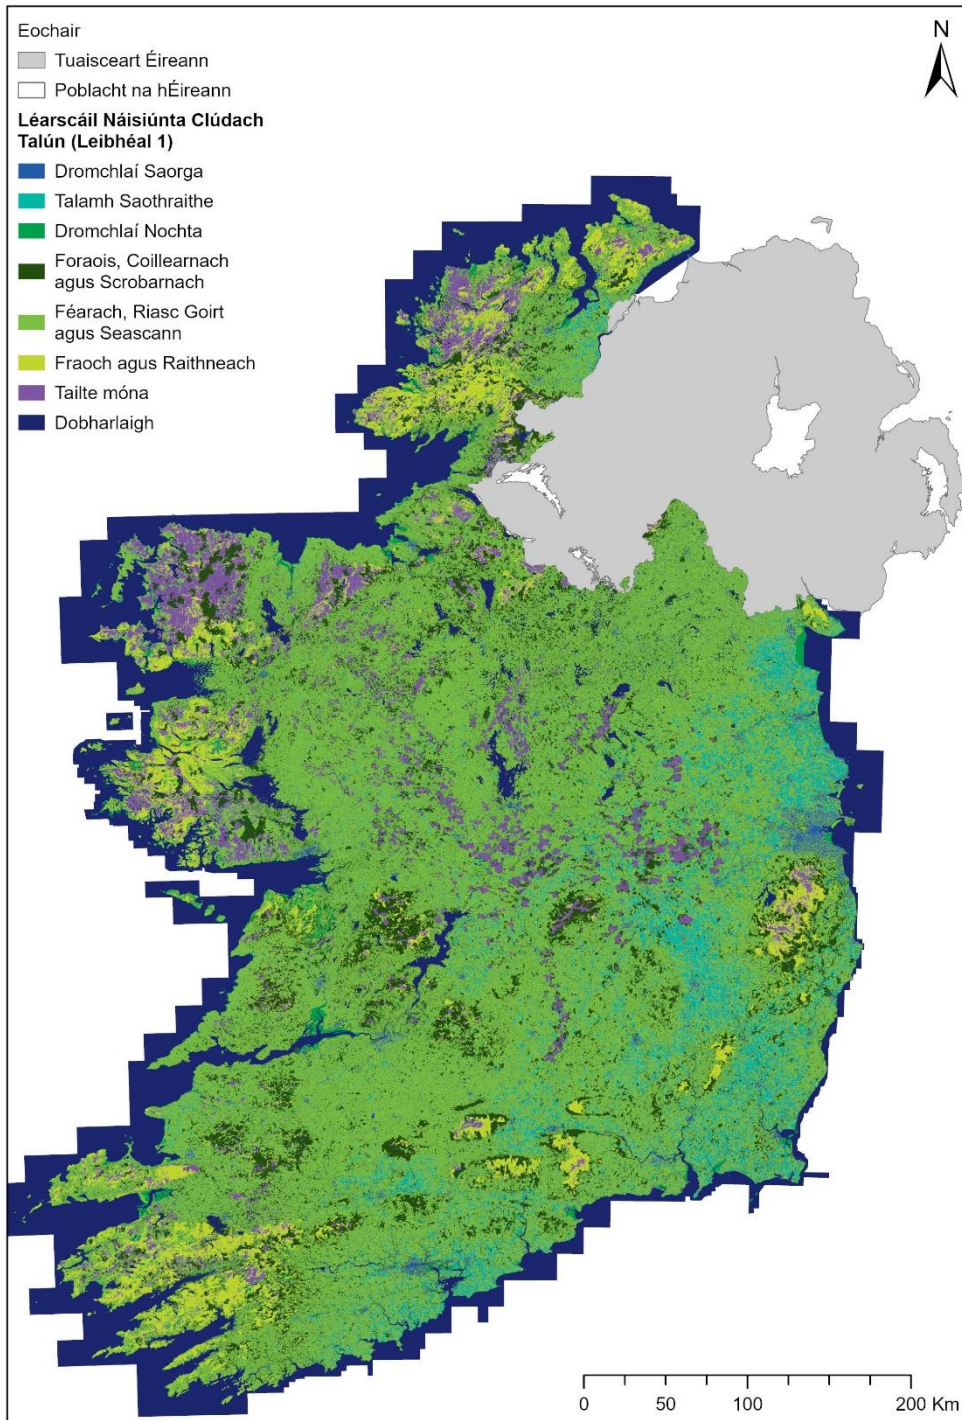 Eochair
Tuaisceart Éireann
Poblacht na hÉireann
Léarscáil Náisiúnta Clúdach
Talún (Leibhéal 1)
Dromchlaí Saorga
Talamh Saothraithe
Dromchlaí Nochta
Foraois, Coillearnach
agus Scrobarnach
Féarach, Riasc Goirt
agus Seascann
Fraoch agus Raithneach
Tailte móna
Dobharlaigh
N
0 50 100 200 Km